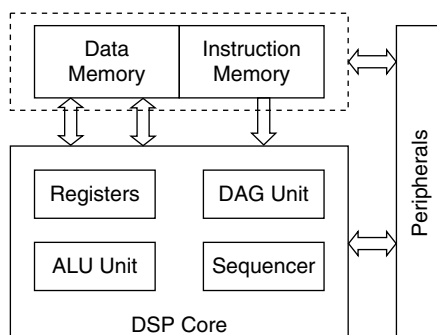 Data
Memory
Instruction
Memory
Registers
DAG Unit
ALU Unit
Sequencer
DSP Core
Peripherals